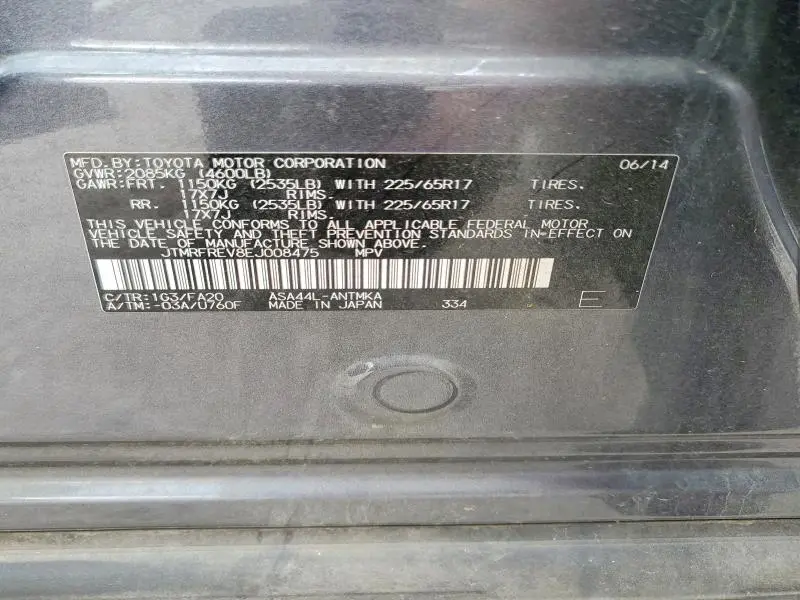 MFD.BY:TOYOTA MOTOR CORPORATION 06/14
GVWR:2085KG (4600LB)
GAWR:FRT. 1150KG (2535LB) WITH 225/65R17 TIRES.
17X7J RIMS.
RR. 1150KG (2535LB) WITH 225/65R17 TIRES.
17X7J RIMS.
THIS VEHICLE CONFORMS TO ALL APPLICABLE FEDERAL MOTOR
VEHICLE SAFETY AND THEFT PREVENTION STANDARDS IN-EFFECT ON
THE DATE OF MANUFACTURE SHOWN ABOVE.
JTMRFREV8EJ008475 MPV
C/TR:1G3/FA20 ASA44L-ANTMKA
A/TM:-03A/U760F MADE IN JAPAN 334 E